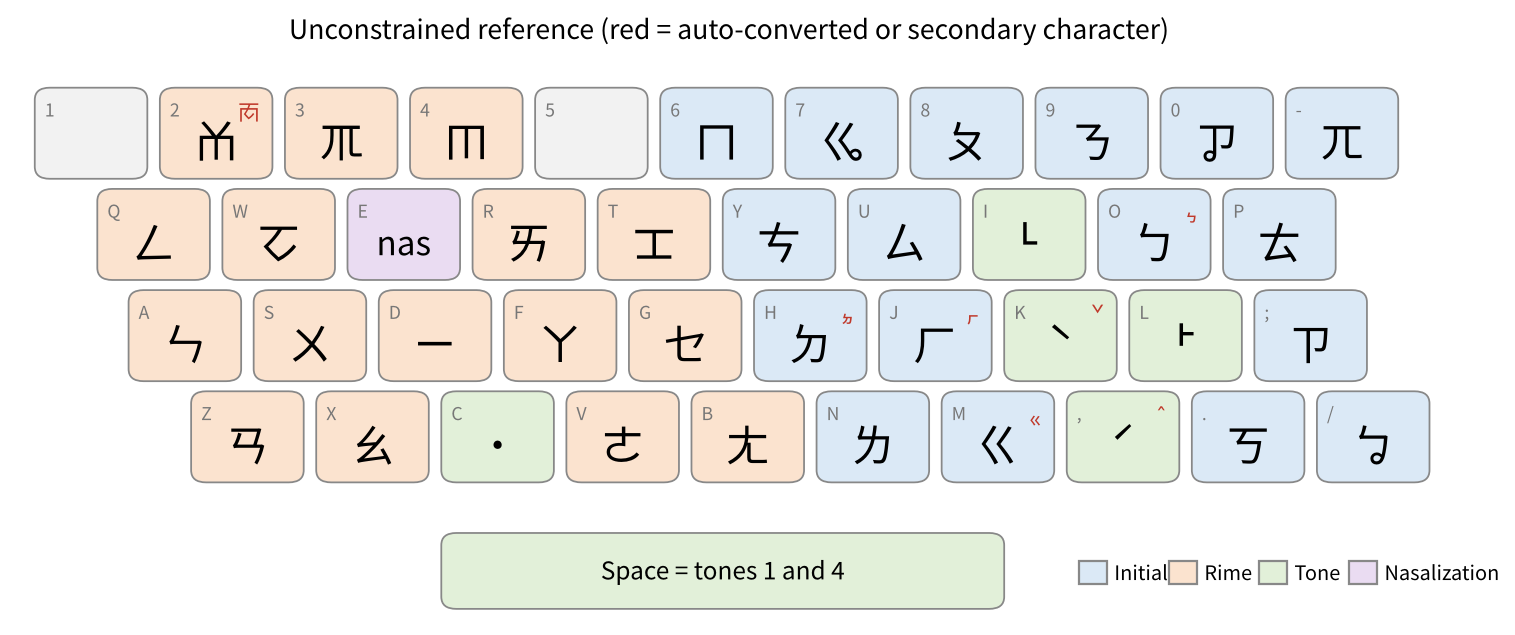 Unconstrained reference (red = auto-converted or secondary character)
1 2 ㆰ ㆱ 3 ㆭ 4 ㆬ 5 6 ㄇ 7 ㆣ 8 ㄆ 9 ㄋ 0 ㆡ - ㄫ
Q ㄥ W ㆦ E nas R ㄞ T ㆤ Y ㄘ U ㄙ I ˪ O ㄅ ㆴ P ㄊ
A ㄣ S ㄨ D ㄧ F ㄚ G ㄝ H ㄉ ㆵ J ㄏ ㆷ K ˋ ˇ L ˫ ; ㄗ
Z ㄢ X ㄠ C ˙ V ㄜ B ㄤ N ㄌ M ㄍ ㆻ , ˊ ˆ . ㄎ / ㆠ
Space = tones 1 and 4 Initial Rime Tone Nasalization